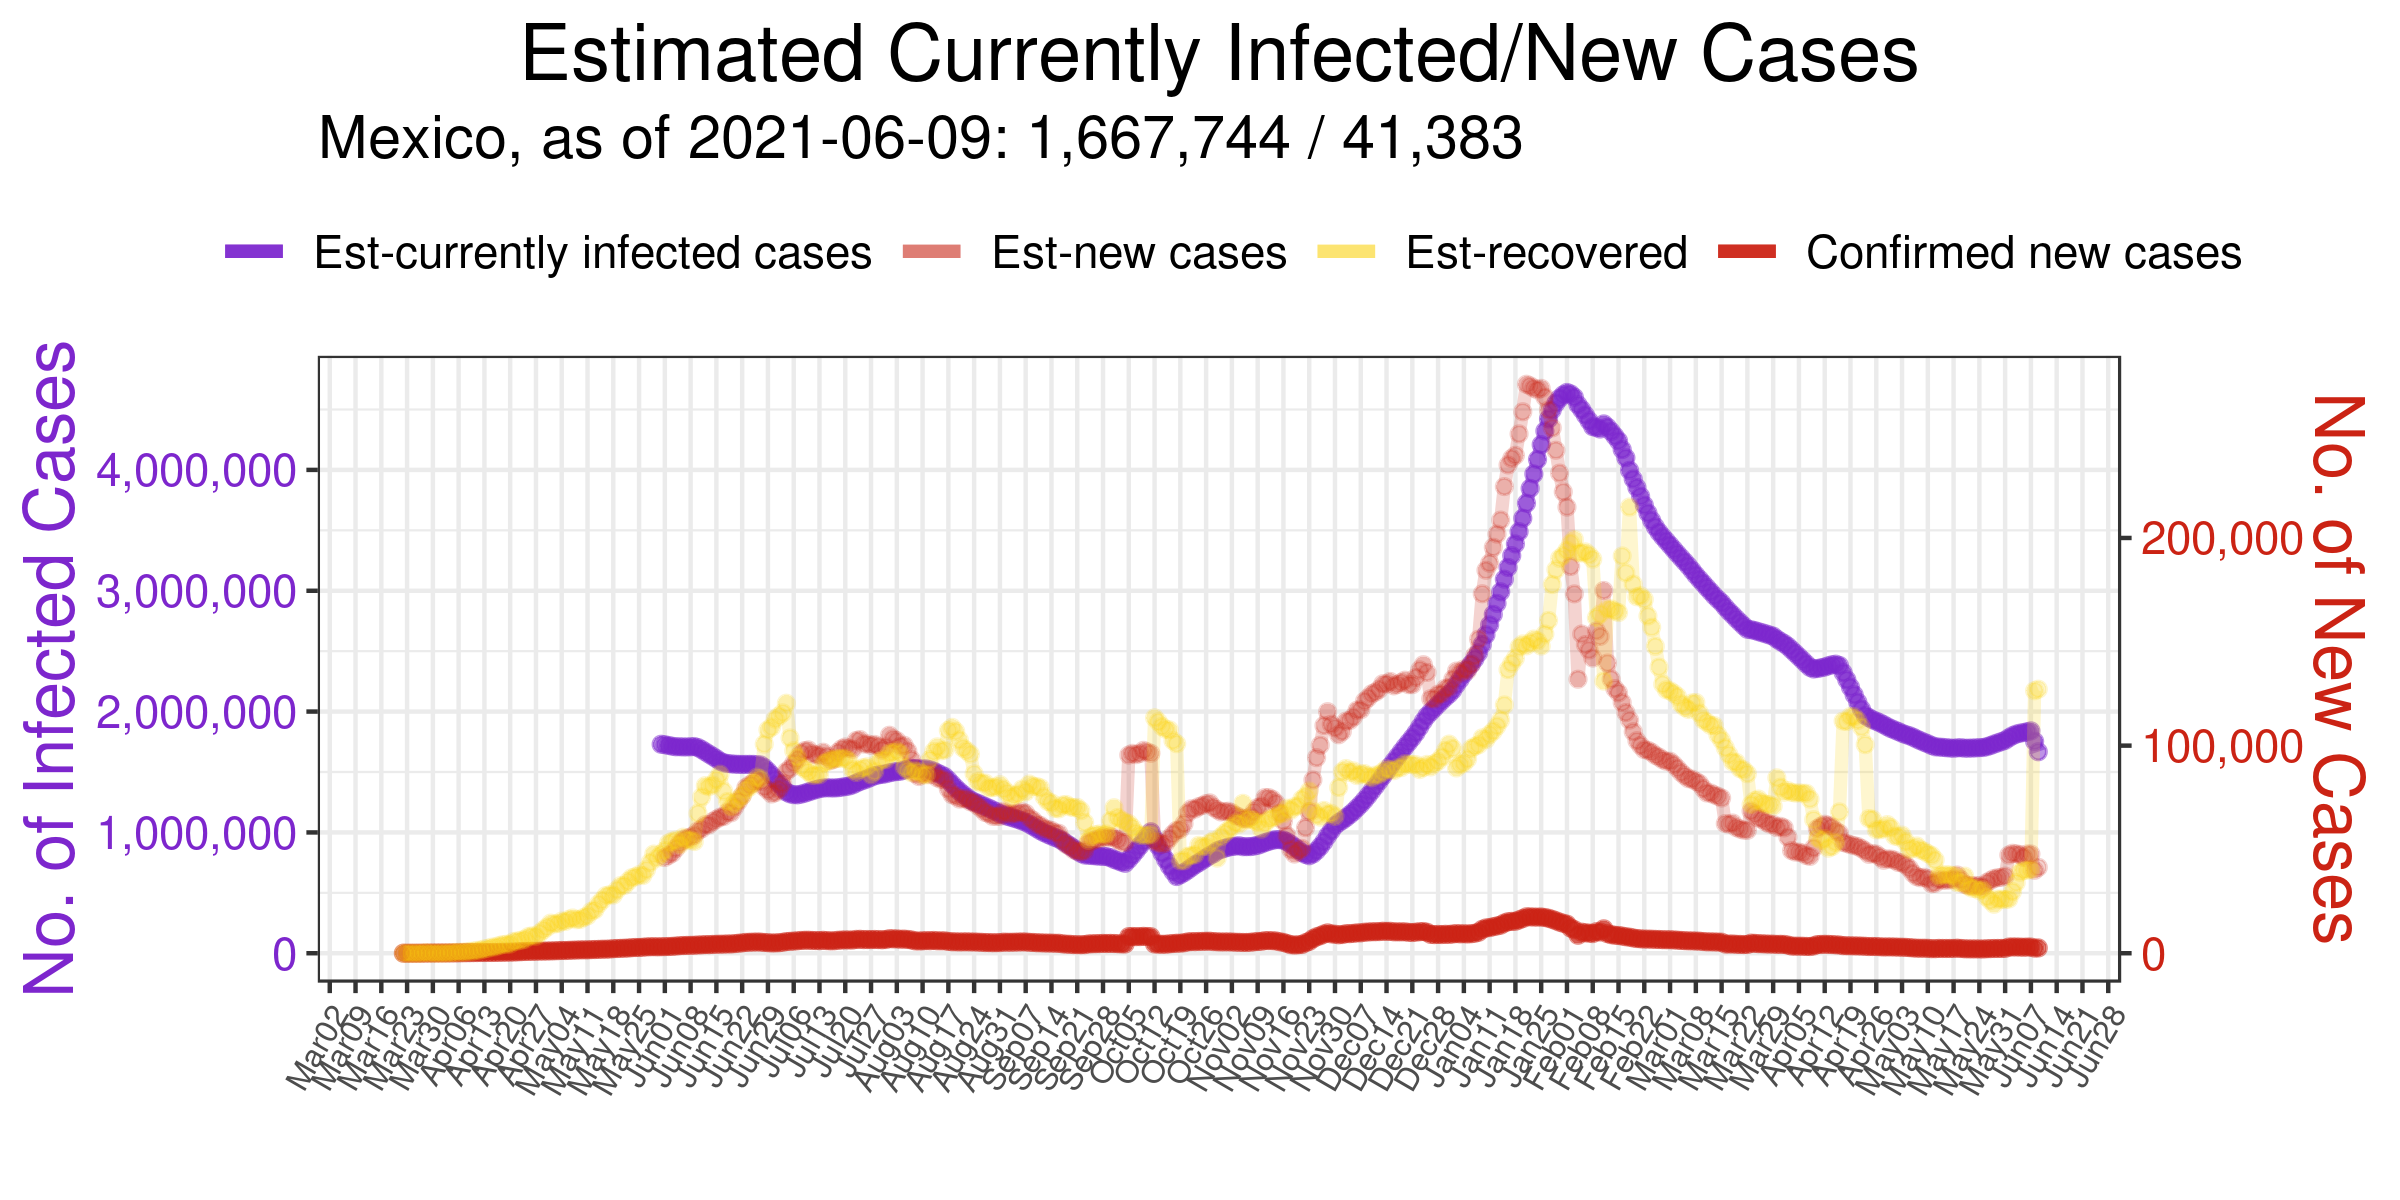 Estimated Currently Infected/New Cases
Mexico, as of 2021-06-09: 1,667,744 / 41,383
Est-currently infected cases
Est-new cases
Est-recovered
Confirmed new cases
No. of Infected Cases
4,000,000
3,000,000
2,000,000
1,000,000
0
200,000
100,000
0
No. of New Cases
Mar02
Mar09
Mar16
Mar23
Mar30
Apr06
Apr13
Apr20
Apr27
May04
May11
May18
May25
Jun01
Jun08
Jun15
Jun22
Jun29
Jul06
Jul13
Jul20
Jul27
Aug03
Aug10
Aug17
Aug24
Aug31
Sep07
Sep14
Sep21
Sep28
Oct05
Oct12
Oct19
Oct26
Nov02
Nov09
Nov16
Nov23
Nov30
Dec07
Dec14
Dec21
Dec28
Jan04
Jan11
Jan18
Jan25
Feb01
Feb08
Feb15
Feb22
Mar01
Mar08
Mar15
Mar22
Mar29
Apr05
Apr12
Apr19
Apr26
May03
May10
May17
May24
May31
Jun07
Jun14
Jun21
Jun28